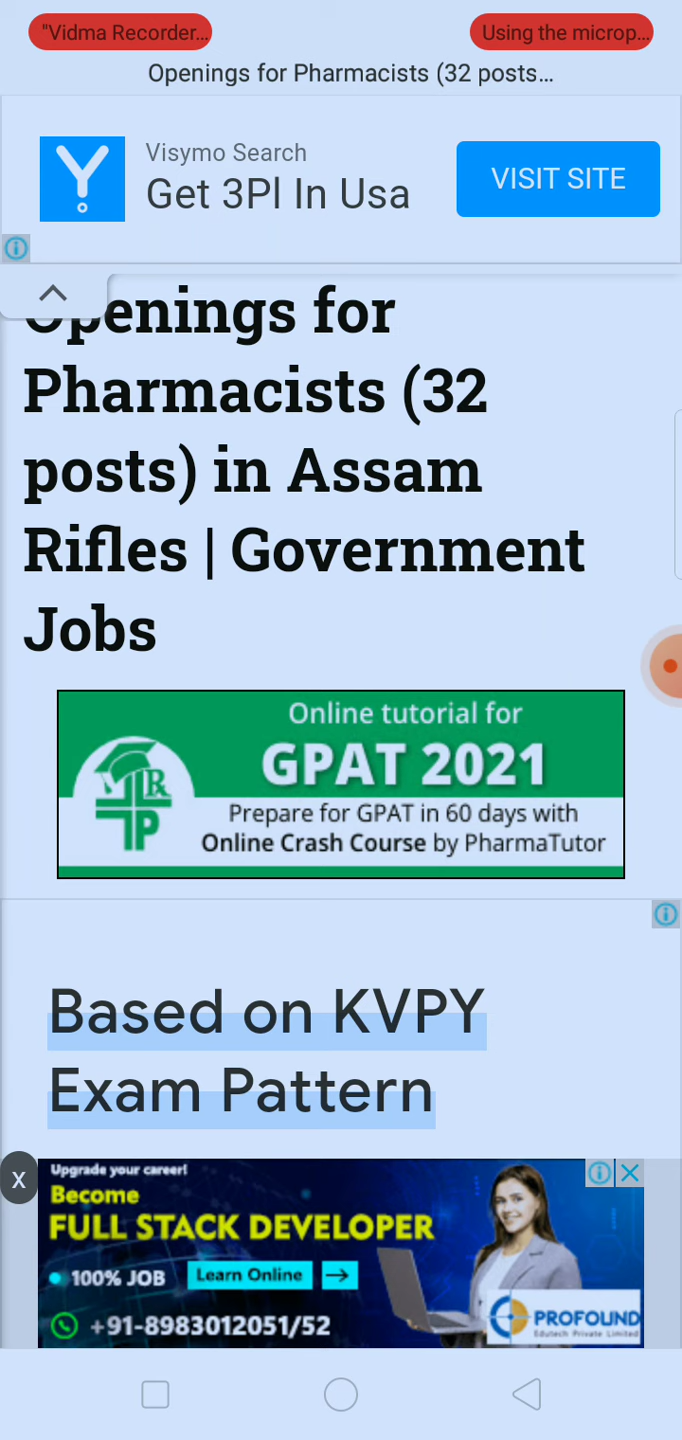 "Vidma Recorder...
Using the microp...
Openings for Pharmacists (32 posts...
Visymo Search
Get 3Pl In Usa
VISIT SITE
Openings for
Pharmacists (32
posts) in Assam
Rifles | Government
Jobs
Online tutorial for
GPAT 2021
Prepare for GPAT in 60 days with
Online Crash Course by PharmaTutor
Based on KVPY
Exam Pattern
X
Upgrade your career!
Become
FULL STACK DEVELOPER
100% JOB
Learn Online
+91-8983012051/52
PROFOUND
Edutech Private Limited